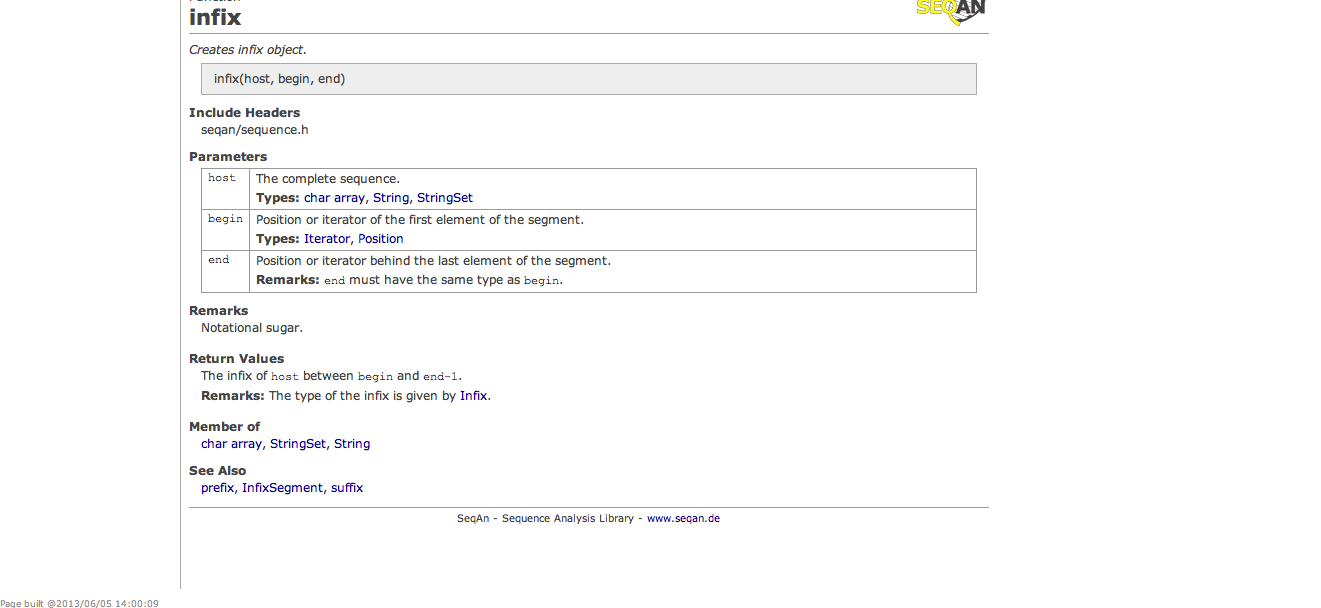 infix
SEQAN
Creates infix object.
infix(host, begin, end)
Include Headers
seqan/sequence.h
Parameters
host The complete sequence.
Types: char array, String, StringSet
begin Position or iterator of the first element of the segment.
Types: Iterator, Position
end Position or iterator behind the last element of the segment.
Remarks: end must have the same type as begin.
Remarks
Notational sugar.
Return Values
The infix of host between begin and end-1.
Remarks: The type of the infix is given by Infix.
Member of
char array, StringSet, String
See Also
prefix, InfixSegment, suffix
SeqAn - Sequence Analysis Library - www.seqan.de
Page built @2013/06/05 14:00:09